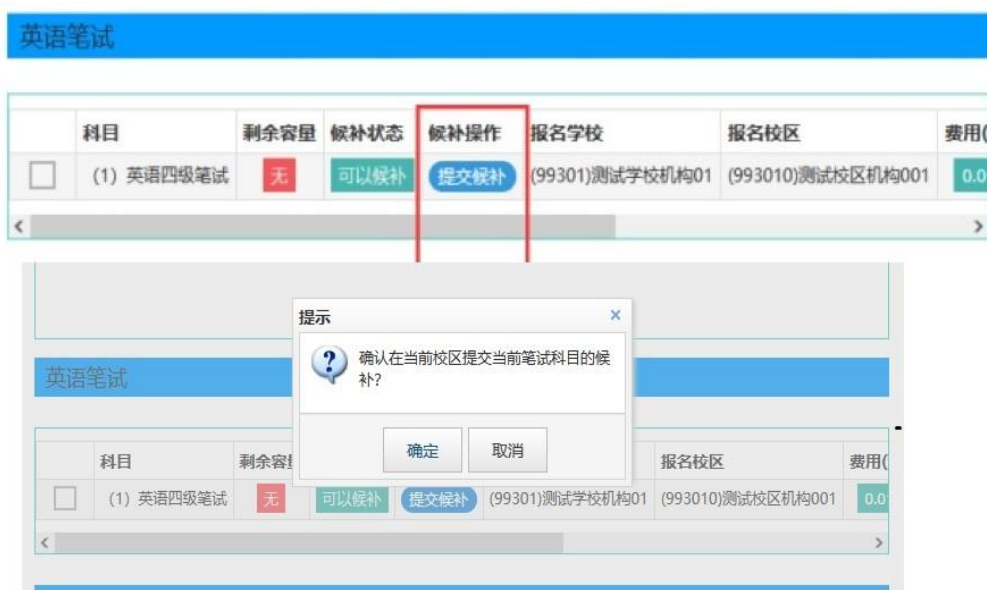 英语笔试
科目 剩余容量 候补状态 候补操作 报名学校 报名校区 费用(
(1) 英语四级笔试 无 可以候补 提交候补 (99301)测试学校机构01 (993010)测试校区机构001 0.0
提示
确认在当前校区提交当前笔试科目的候
补?
英语笔试
确定 取消
科目 剩余容 报名校区 费用(
(1) 英语四级笔试 无 可以候补 提交候补 (99301)测试学校机构01 (993010)测试校区机构001 0.0